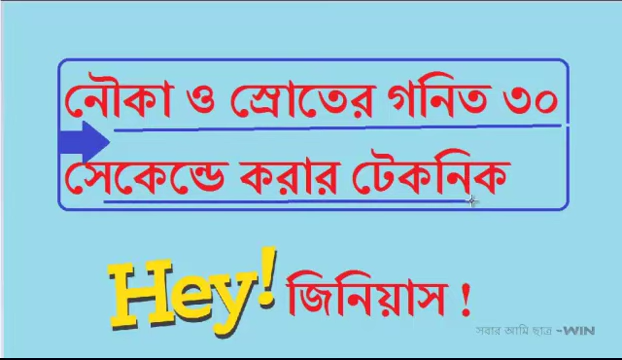 নৌকা ও স্রোতের গনিত ৩০
সেকেন্ডে করার টেকনিক
Hey! জিনিয়াস !
সবার আমি ছাত্র -WIN